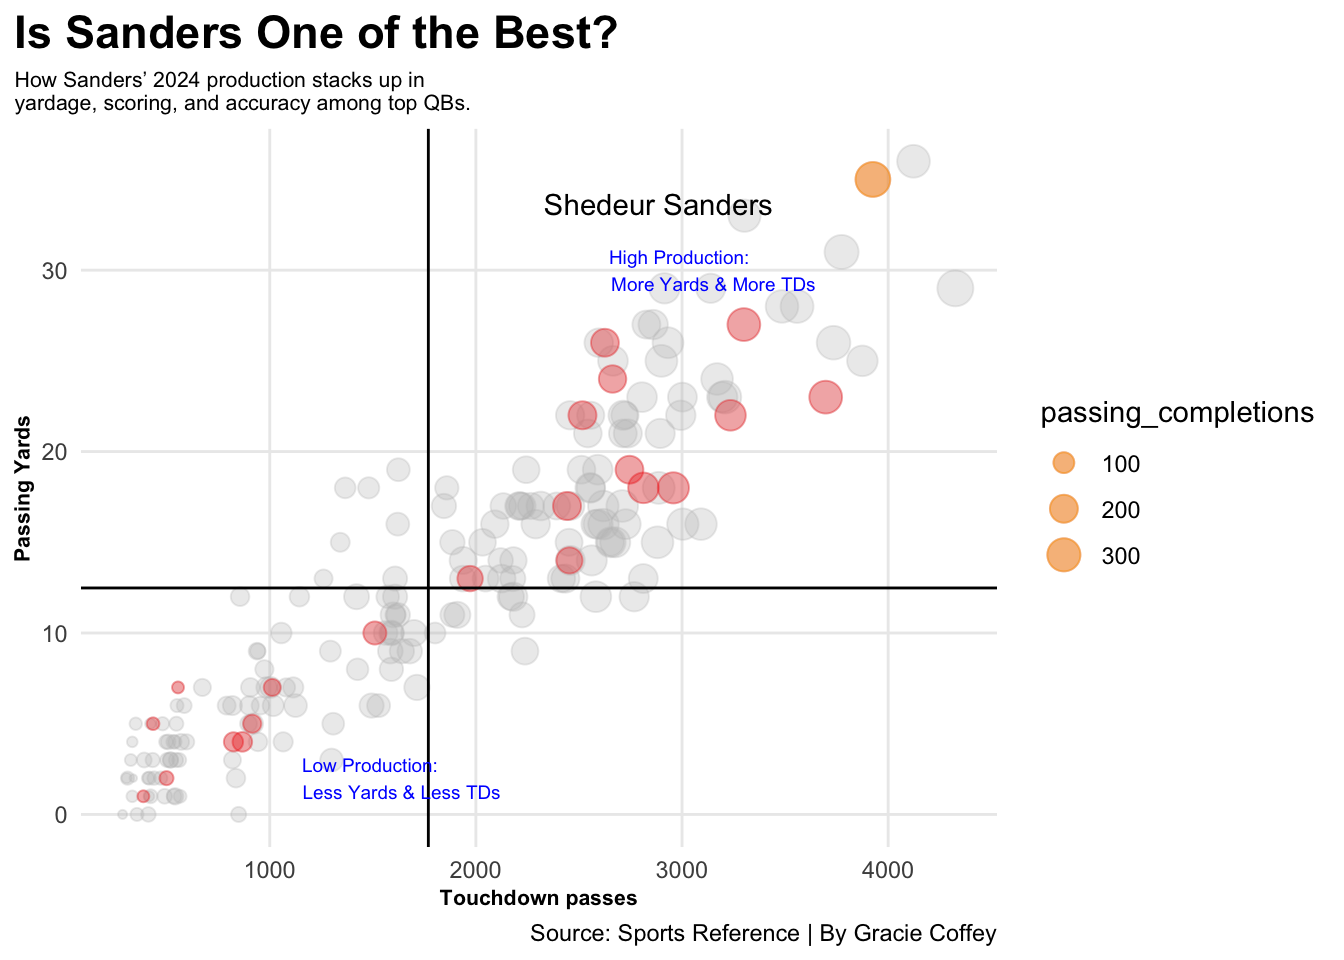 Is Sanders One of the Best?
How Sanders’ 2024 production stacks up in
yardage, scoring, and accuracy among top QBs.
Shedeur Sanders
High Production:
More Yards & More TDs
30
20
10
0
Passing Yards
Low Production:
Less Yards & Less TDs
1000
2000
3000
4000
Touchdown passes
passing_completions
100
200
300
Source: Sports Reference | By Gracie Coffey